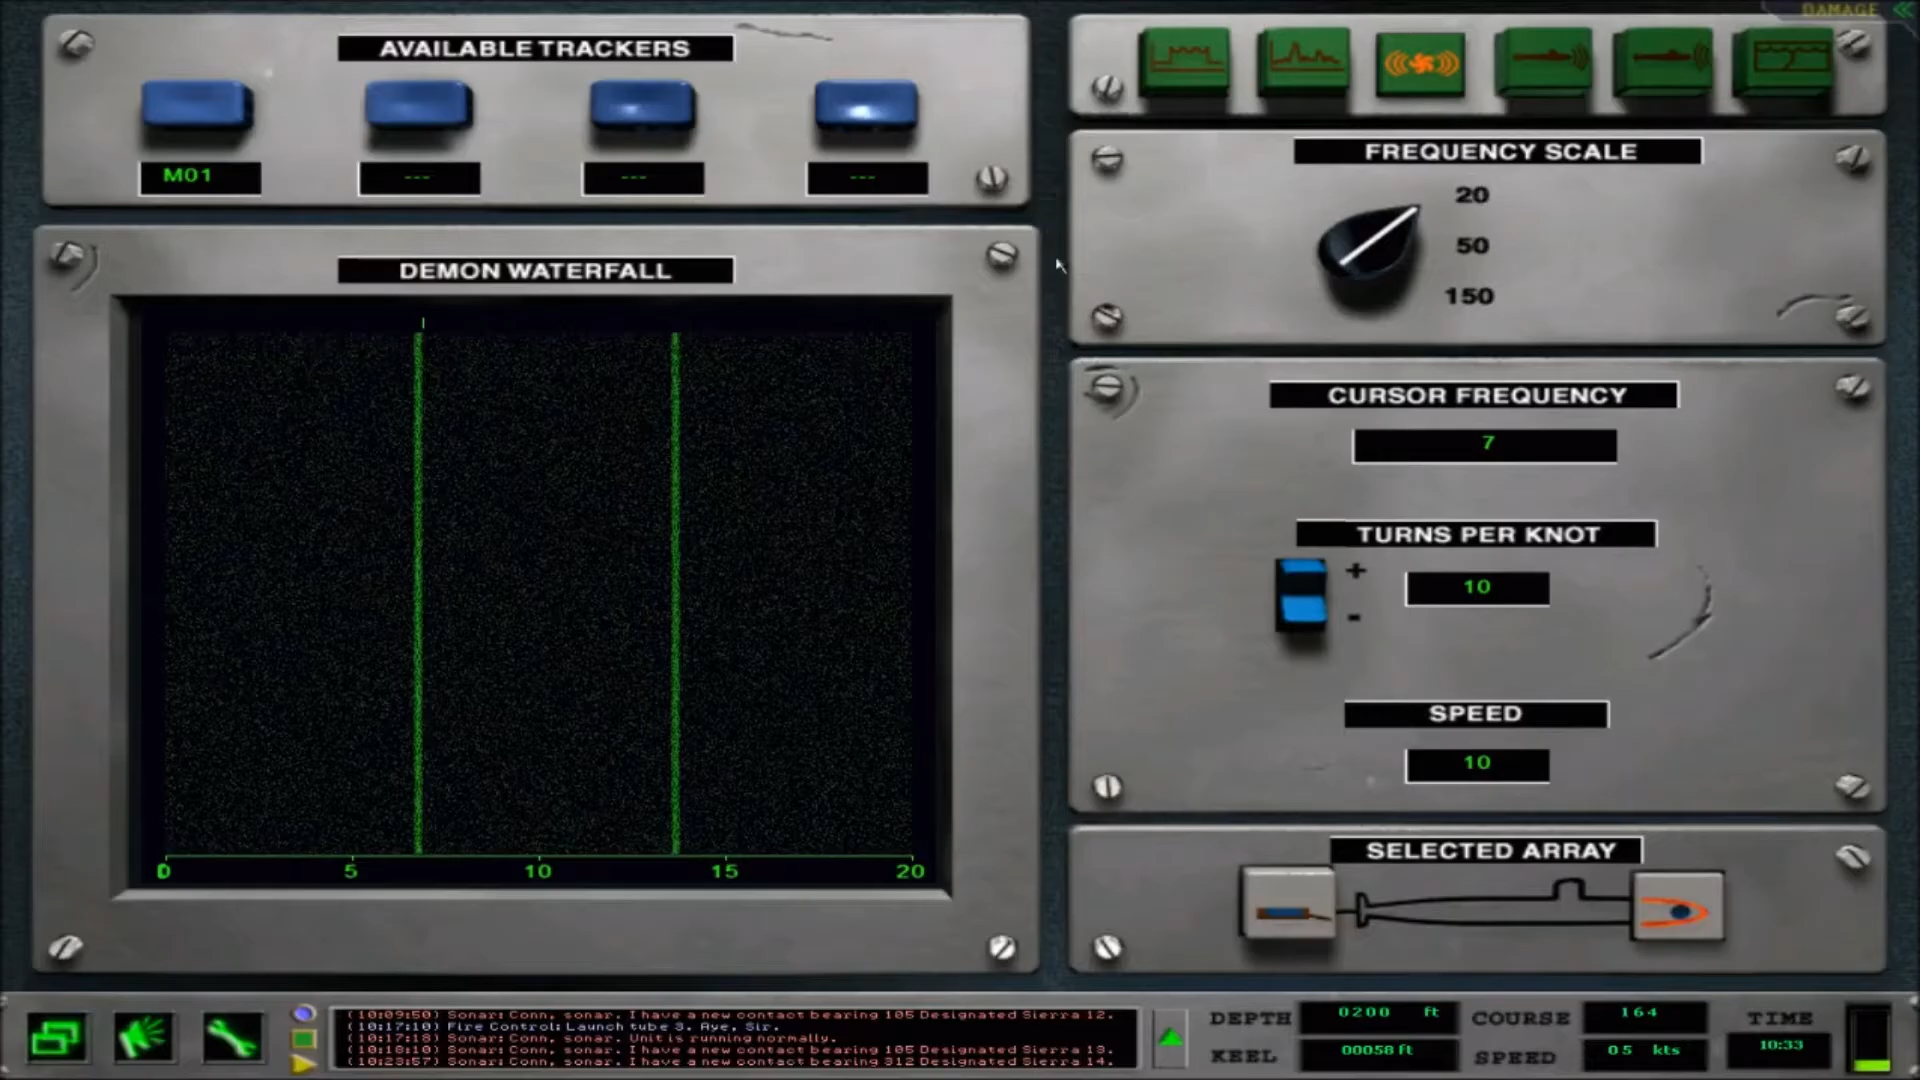 DAMAGE
AVAILABLE TRACKERS
M01 --- --- ---
FREQUENCY SCALE
20
50
150
DEMON WATERFALL
0 5 10 15 20
CURSOR FREQUENCY
7
TURNS PER KNOT
+
-
10
SPEED
10
SELECTED ARRAY
(10:09:50) Sonar: Conn, sonar. I have a new contact bearing 105 Designated Sierra 12.
(10:17:10) Fire Control: Launch tube 3. Aye, Sir.
(10:17:18) Sonar: Conn, sonar. Unit is running normally.
(10:18:10) Sonar: Conn, sonar. I have a new contact bearing 105 Designated Sierra 13.
(10:23:57) Sonar: Conn, sonar. I have a new contact bearing 312 Designated Sierra 14.
DEPTH 0200 ft COURSE 164 TIME
KEEL 00058 ft SPEED 05 kts 10:33